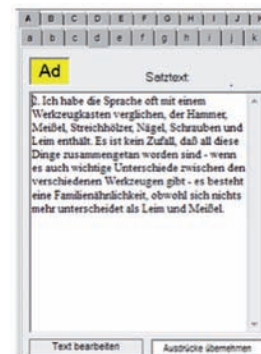 A B C D E F G H I J K
a b c d e f g h i j k
Ad
Satztext:
2. Ich habe die Sprache oft mit einem
Werkzeugkasten verglichen, der Hammer,
Meißel, Streichhölzer, Nägel, Schrauben und
Leim enthält. Es ist kein Zufall, daß all diese
Dinge zusammengetan worden sind - wenn
es auch wichtige Unterschiede zwischen den
verschiedenen Werkzeugen gibt - es besteht
eine Familienähnlichkeit, obwohl sich nichts
mehr unterscheidet als Leim und Meißel.
Text bearbeiten Ausdrücke übernehmen